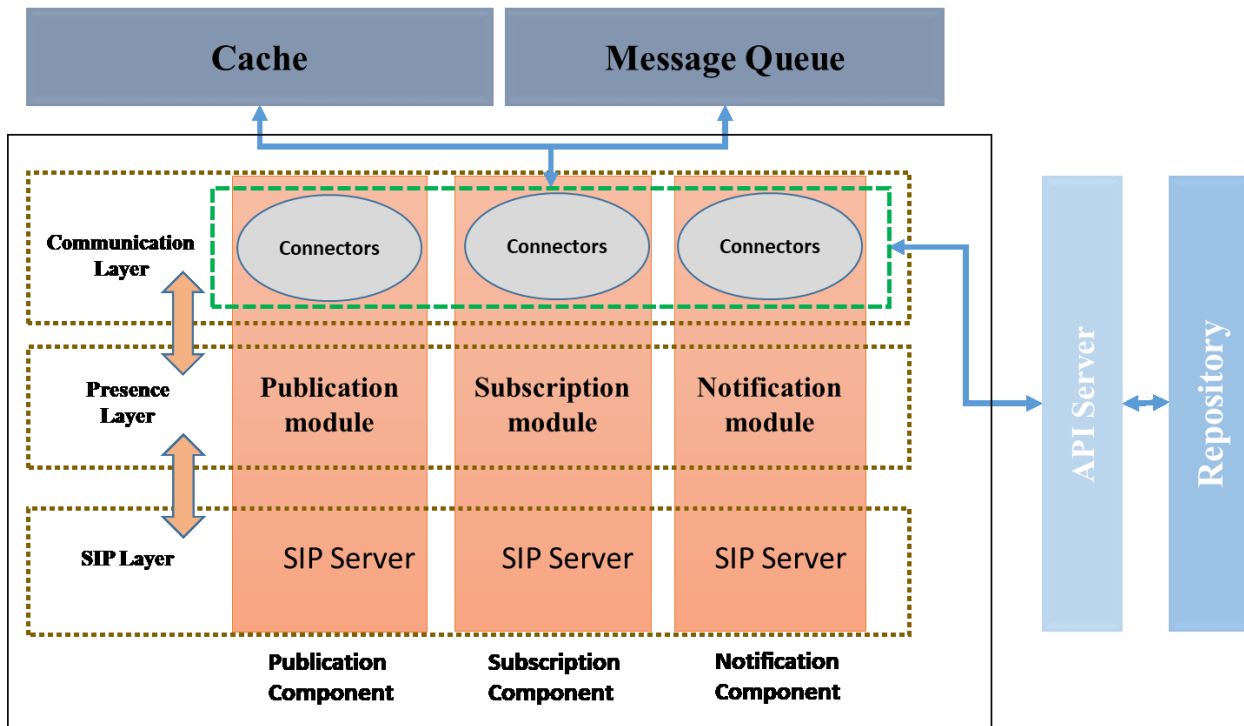 Cache
Message Queue
Communication
Layer
Connectors
Connectors
Connectors
Presence
Layer
Publication
module
Subscription
module
Notification
module
SIP Layer
SIP Server
SIP Server
SIP Server
Publication
Component
Subscription
Component
Notification
Component
API Server
Repository